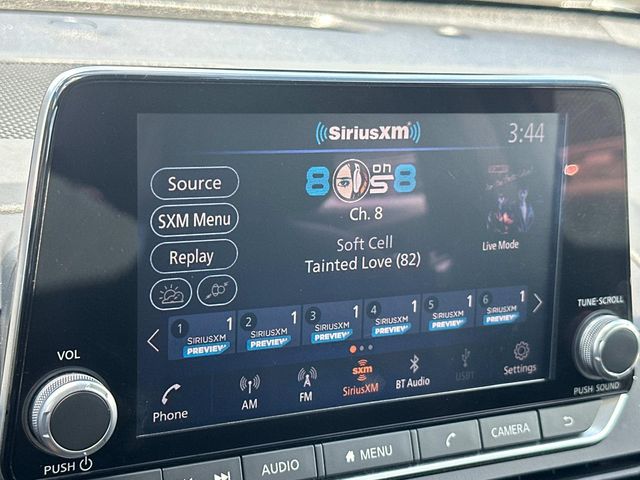 SiriusXM
3:44
8 on 8
Source
SXM Menu
Replay
Ch. 8
Soft Cell
Tainted Love (82)
Live Mode
1 1 SIRIUSXM PREVIEW
2 1 SIRIUSXM PREVIEW
3 1 SIRIUSXM PREVIEW
4 1 SIRIUSXM PREVIEW
5 1 SIRIUSXM PREVIEW
6 1 SIRIUSXM PREVIEW
Phone
AM
FM
sxm
SiriusXM
BT Audio
Settings
VOL
PUSH
TUNE·SCROLL
PUSH SOUND
AUDIO
MENU
CAMERA